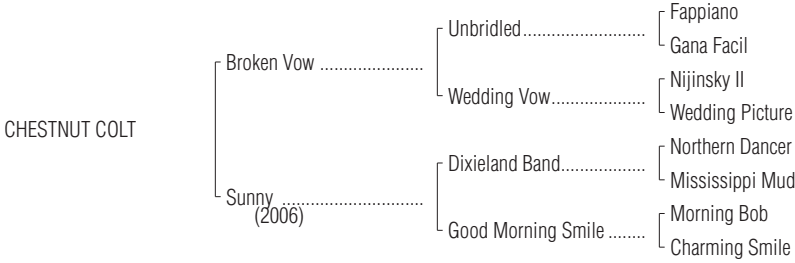 Fappiano
Unbridled..........................
Gana Facil
Broken Vow ......................
Nijinsky II
Wedding Vow....................
Wedding Picture
CHESTNUT COLT
Northern Dancer
Dixieland Band..................
Mississippi Mud
Sunny ..............................
(2006)
Morning Bob
Good Morning Smile ........
Charming Smile